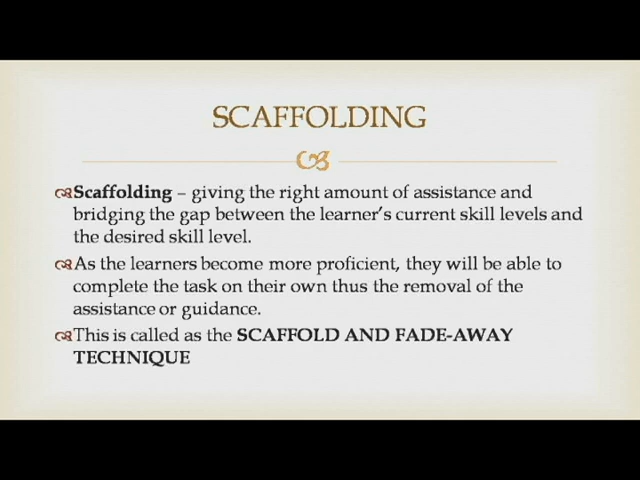 SCAFFOLDING
Scaffolding – giving the right amount of assistance and
bridging the gap between the learner's current skill levels and
the desired skill level.
As the learners become more proficient, they will be able to
complete the task on their own thus the removal of the
assistance or guidance.
This is called as the SCAFFOLD AND FADE-AWAY
TECHNIQUE